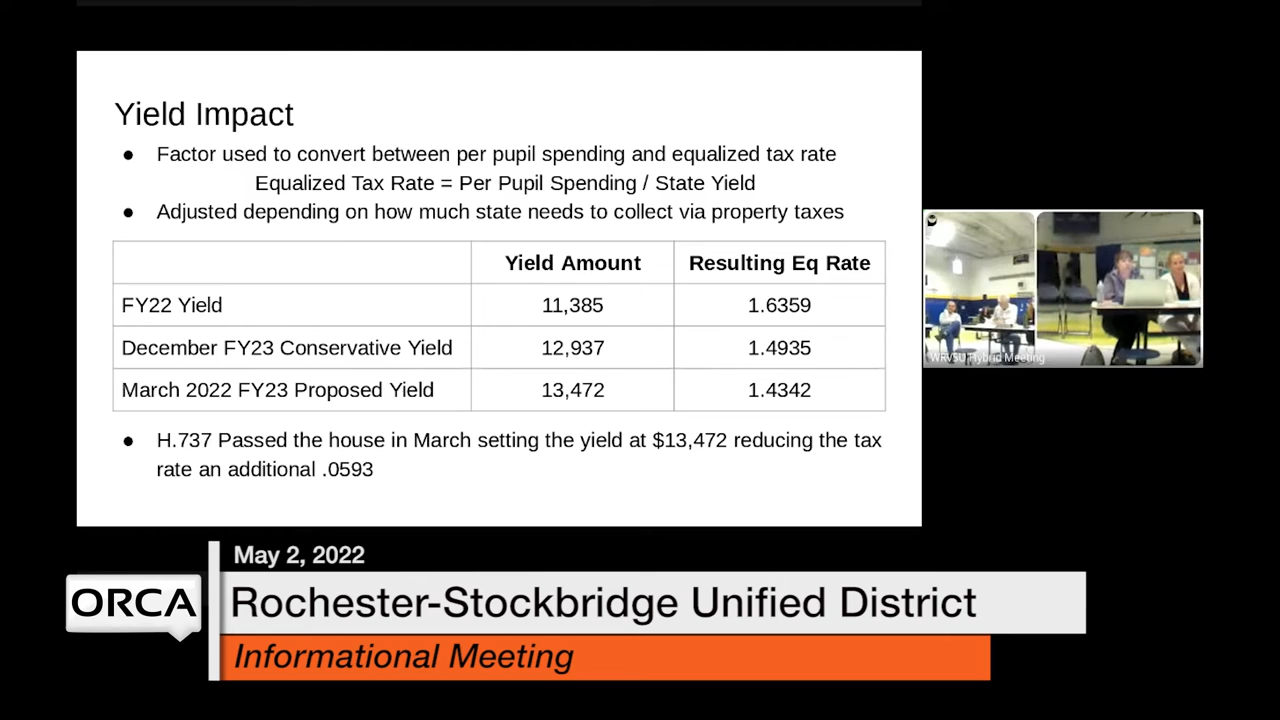 Yield Impact
● Factor used to convert between per pupil spending and equalized tax rate
Equalized Tax Rate = Per Pupil Spending / State Yield
● Adjusted depending on how much state needs to collect via property taxes
Yield Amount Resulting Eq Rate
FY22 Yield 11,385 1.6359
December FY23 Conservative Yield 12,937 1.4935
March 2022 FY23 Proposed Yield 13,472 1.4342
● H.737 Passed the house in March setting the yield at $13,472 reducing the tax
rate an additional .0593
WRVSU Hybrid Meeting
May 2, 2022
ORCA
Rochester-Stockbridge Unified District
Informational Meeting